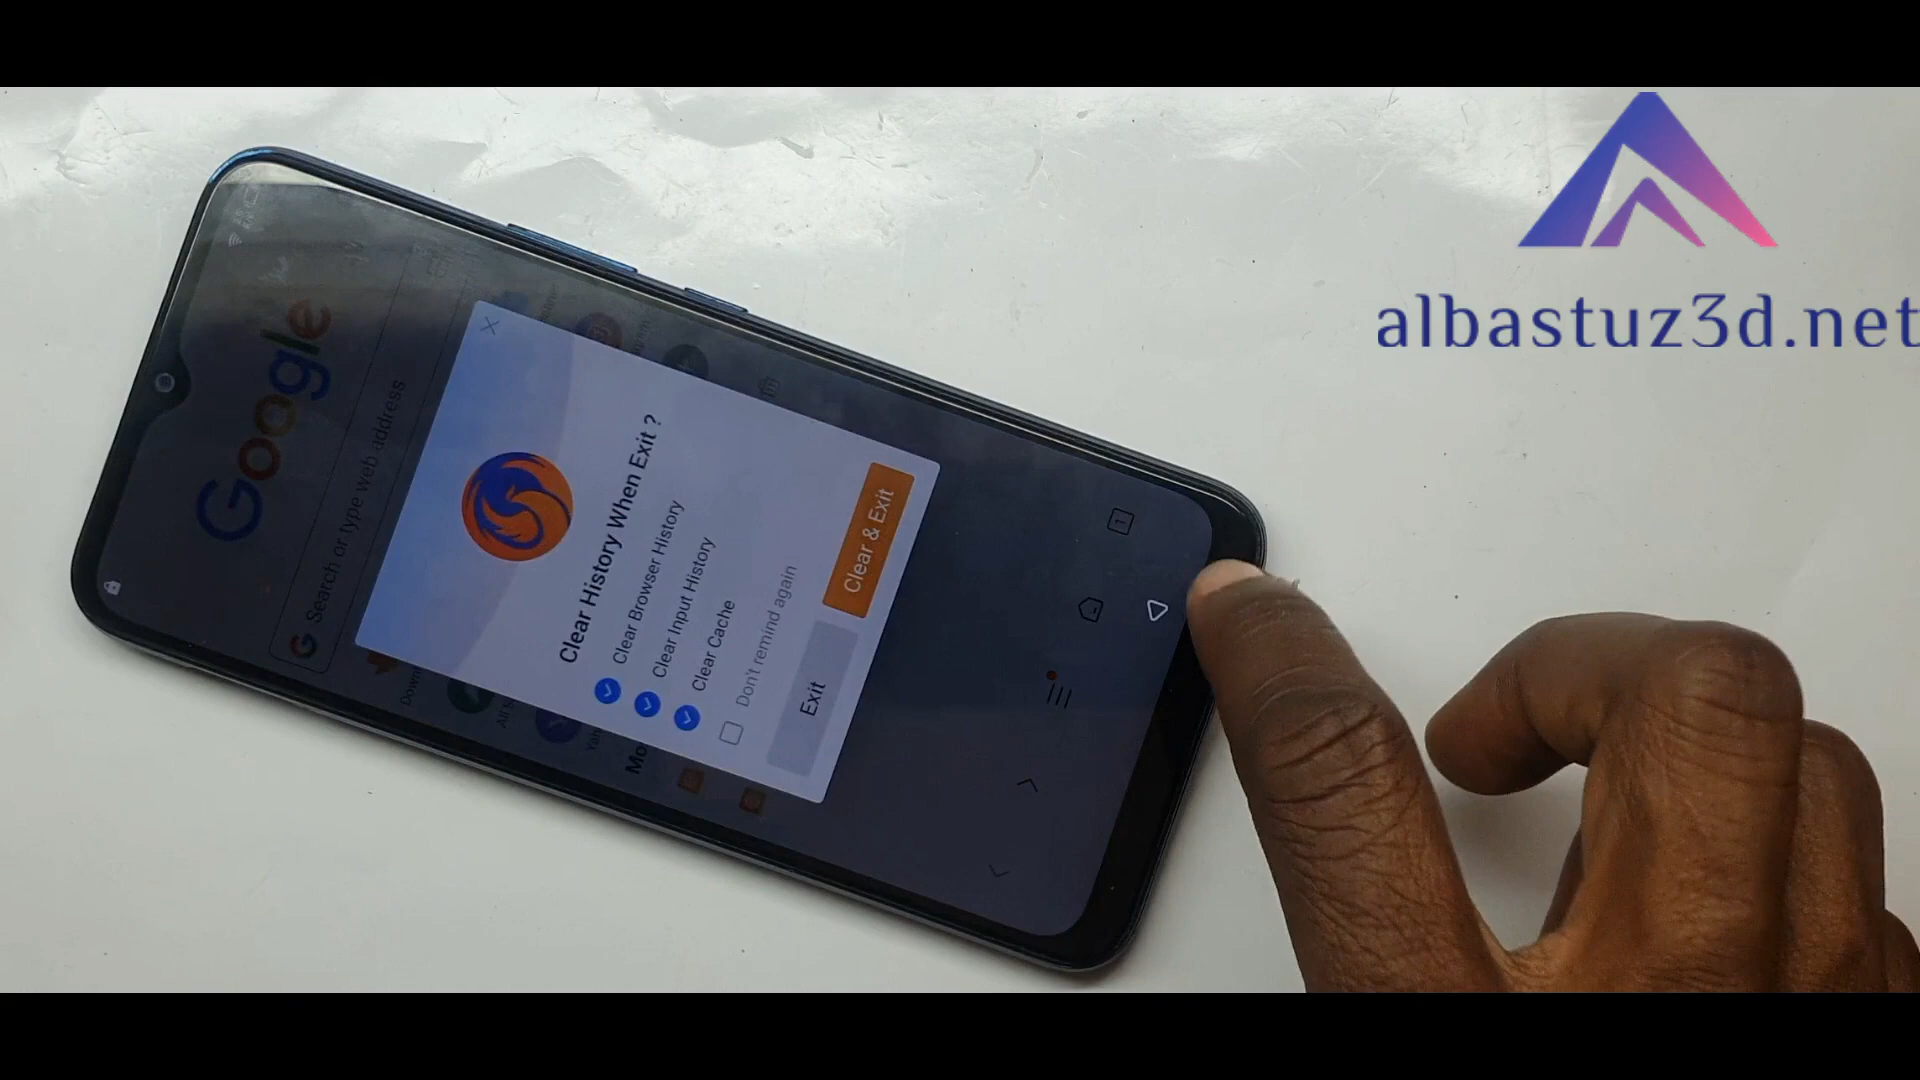 albastuz3d.net
Google
Search or type web address
Clear History When Exit ?
Clear Browser History
Clear Input History
Clear Cache
Don't remind again
Exit
Clear & Exit
1